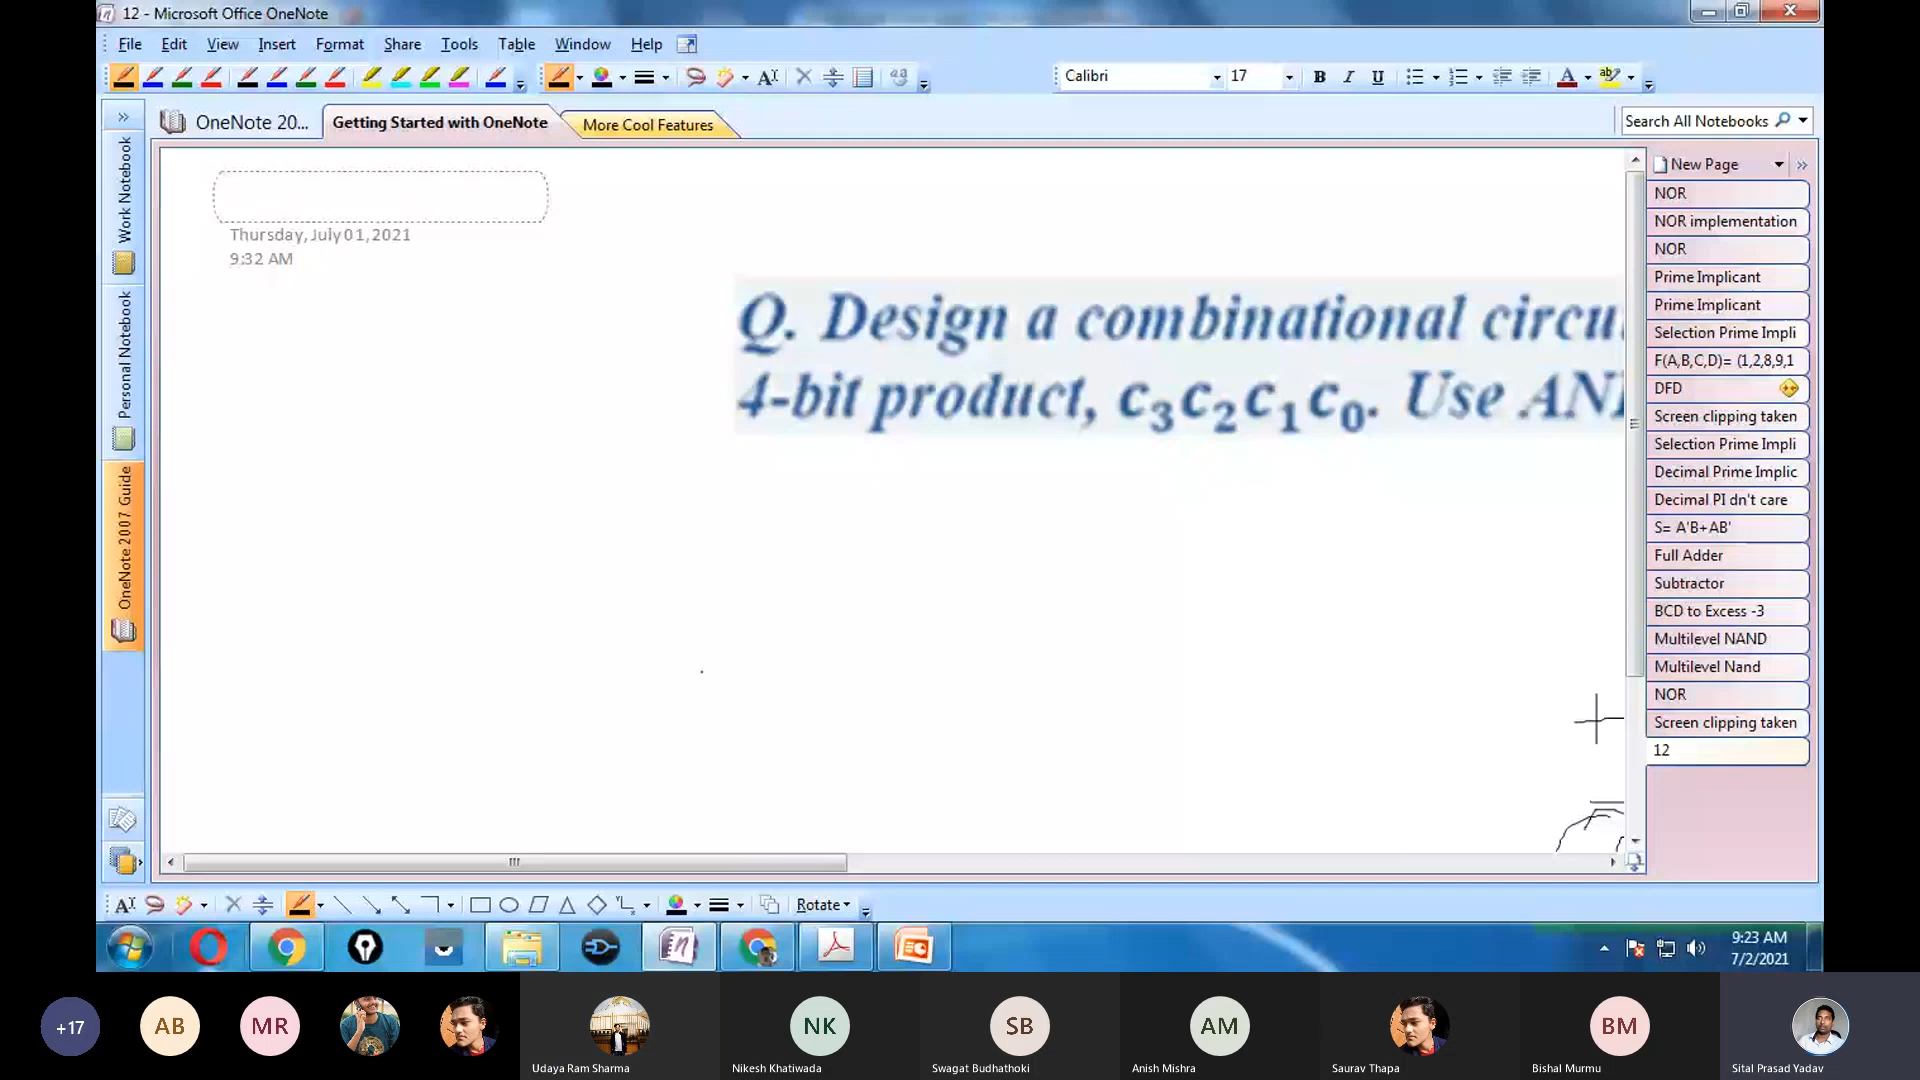 12 - Microsoft Office OneNote
File Edit View Insert Format Share Tools Table Window Help
Calibri 17 B I U
OneNote 20... Getting Started with OneNote More Cool Features
Search All Notebooks
Work Notebook
Personal Notebook
OneNote 2007 Guide
Thursday, July 01, 2021
9:32 AM
Q. Design a combinational circu
4-bit product, c₃c₂c₁c₀. Use AN
New Page
NOR
NOR implementation
NOR
Prime Implicant
Prime Implicant
Selection Prime Impli
F(A,B,C,D)= (1,2,8,9,1
DFD
Screen clipping taken
Selection Prime Impli
Decimal Prime Implic
Decimal PI dn't care
S= A'B+AB'
Full Adder
Subtractor
BCD to Excess -3
Multilevel NAND
Multilevel Nand
NOR
Screen clipping taken
12
Rotate
9:23 AM
7/2/2021
+17 AB MR NK SB AM BM
Udaya Ram Sharma Nikesh Khatiwada Swagat Budhathoki Anish Mishra Saurav Thapa Bishal Murmu Sital Prasad Yadav